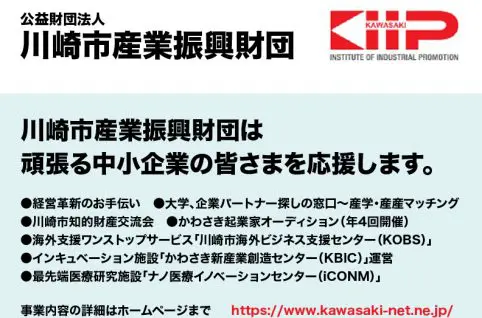 公益財団法人
川崎市産業振興財団
KAWASAKI
KIIP
INSTITUTE OF INDUSTRIAL PROMOTION
川崎市産業振興財団は
頑張る中小企業の皆さまを応援します。
●経営革新のお手伝い　●大学、企業パートナー探しの窓口～産学・産産マッチング
●川崎市知的財産交流会　●かわさき起業家オーディション（年4回開催）
●海外支援ワンストップサービス「川崎市海外ビジネス支援センター（KOBS）」
●インキュベーション施設「かわさき新産業創造センター（KBIC）」運営
●最先端医療研究施設「ナノ医療イノベーションセンター（iCONM）」
事業内容の詳細はホームページまで　https://www.kawasaki-net.ne.jp/